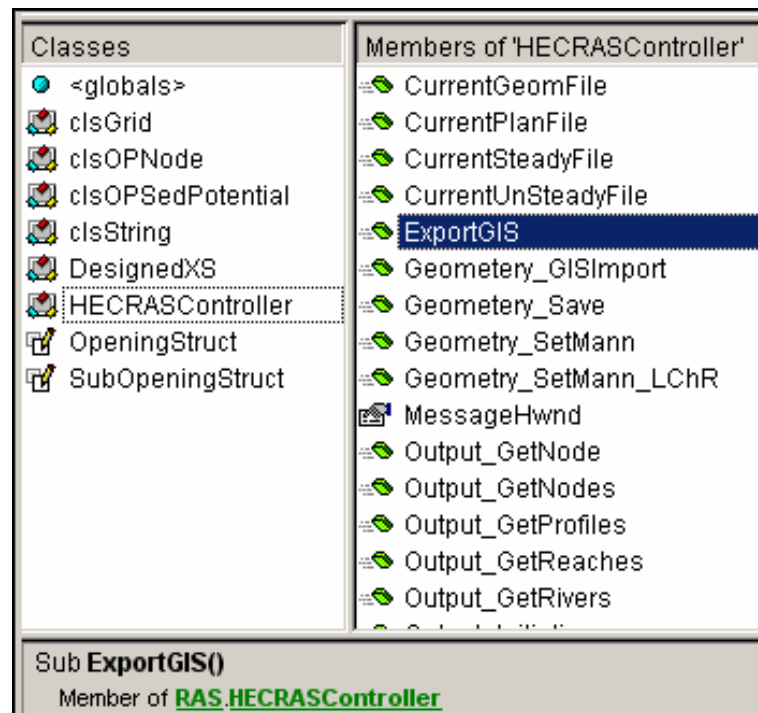 Classes
<globals>
clsGrid
clsOPNode
clsOPSedPotential
clsString
DesignedXS
HECRASController
OpeningStruct
SubOpeningStruct
Members of 'HECRASController'
CurrentGeomFile
CurrentPlanFile
CurrentSteadyFile
CurrentUnSteadyFile
ExportGIS
Geometery_GISImport
Geometery_Save
Geometry_SetMann
Geometry_SetMann_LChR
MessageHwnd
Output_GetNode
Output_GetNodes
Output_GetProfiles
Output_GetReaches
Output_GetRivers
Sub ExportGIS()
Member of RAS.HECRASController